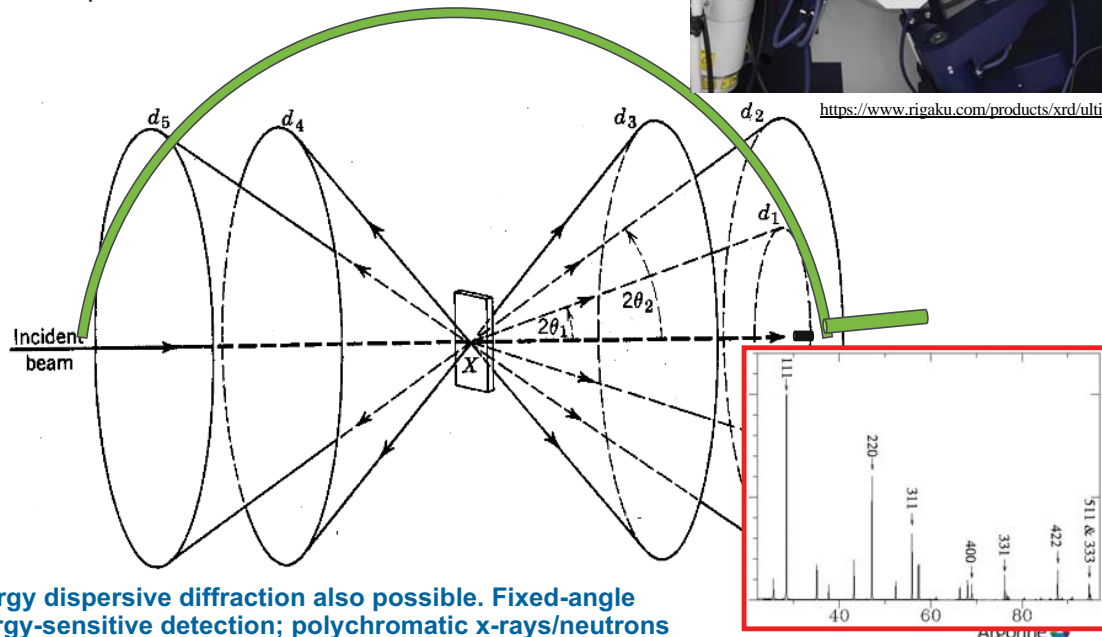 https://www.rigaku.com/products/xrd/ulti
d5
d4
d3
d2
d1
2θ2
2θ1
Incident
beam
X
111
220
311
400
331
422
511 & 333
40
60
80
rgy dispersive diffraction also possible. Fixed-angle
rgy-sensitive detection; polychromatic x-rays/neutrons